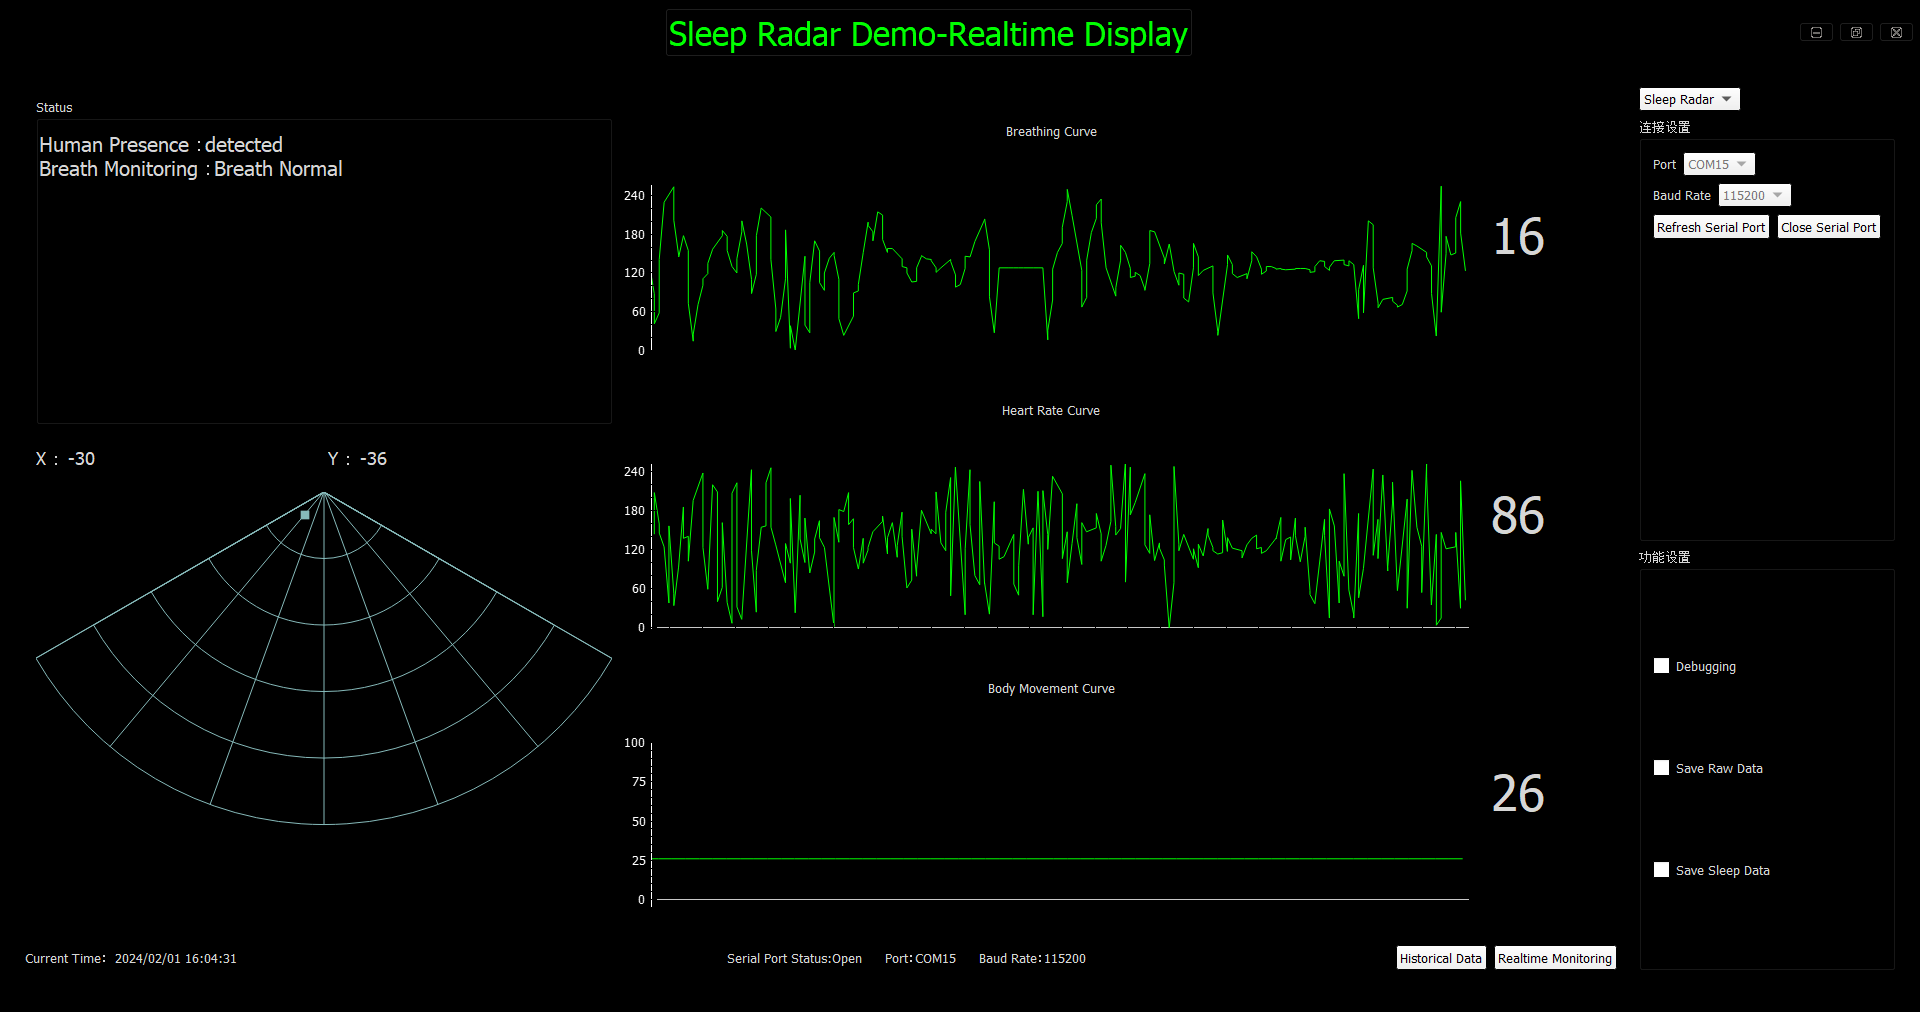 Sleep Radar Demo-Realtime Display
Status
Human Presence :detected
Breath Monitoring :Breath Normal
X : -30
Y : -36
Breathing Curve
240
180
120
60
0
16
Heart Rate Curve
240
180
120
60
0
86
Body Movement Curve
100
75
50
25
0
26
Sleep Radar
连接设置
Port COM15
Baud Rate 115200
Refresh Serial Port Close Serial Port
功能设置
Debugging
Save Raw Data
Save Sleep Data
Current Time: 2024/02/01 16:04:31
Serial Port Status:Open Port:COM15 Baud Rate:115200
Historical Data Realtime Monitoring